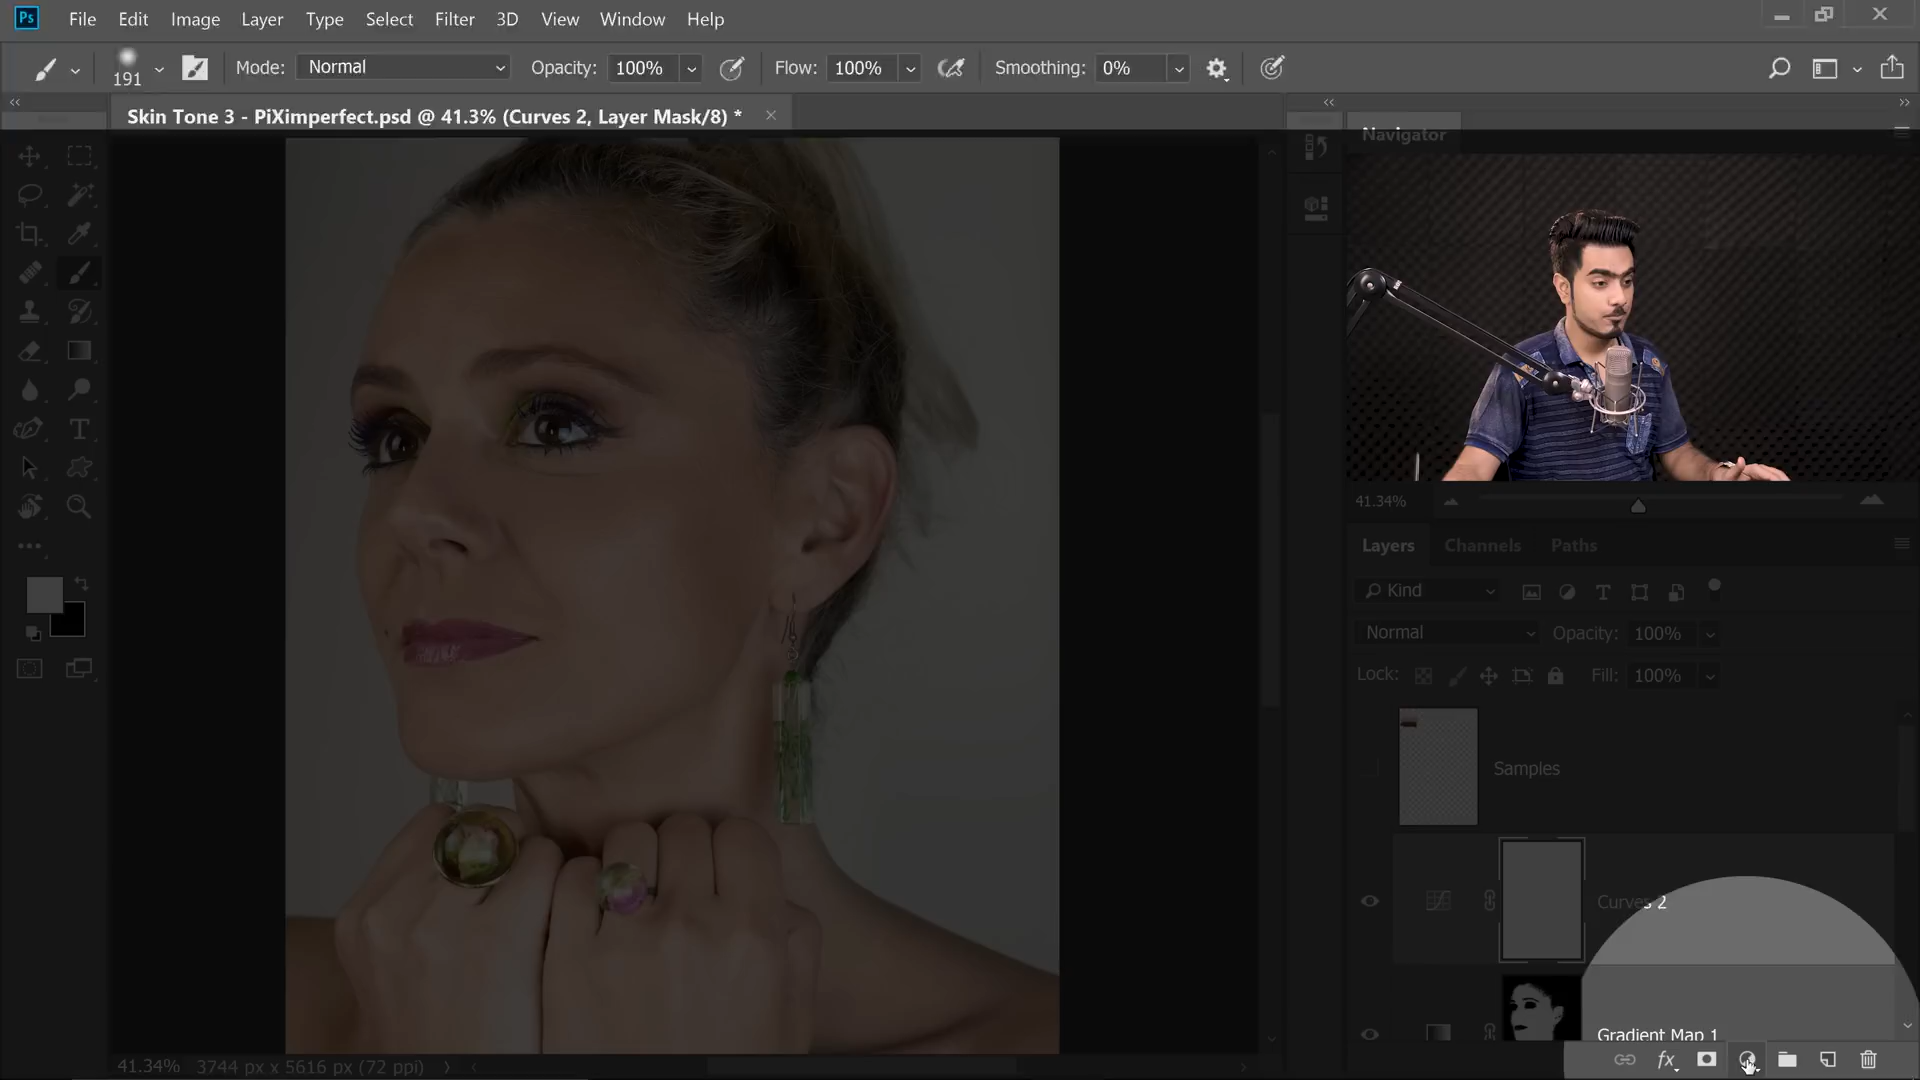 Ps File Edit Image Layer Type Select Filter 3D View Window Help
191 Mode: Normal Opacity: 100% Flow: 100% Smoothing: 0%
Skin Tone 3 - PiXimperfect.psd @ 41.3% (Curves 2, Layer Mask/8) *
Navigator
41.34%
Layers Channels Paths
Kind
Normal Opacity: 100%
Lock: Fill: 100%
Samples
Curves 2
Gradient Map 1
fx
41.34% 3744 px x 5616 px (72 ppi)